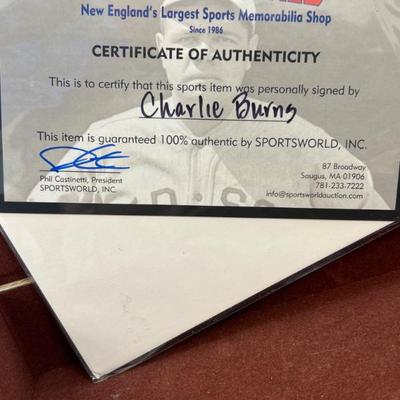 New England's Largest Sports Memorabilia Shop
Since 1986
CERTIFICATE OF AUTHENTICITY
This is to certify that this sports item was personally signed by
Charlie Burns
This item is guaranteed 100% authentic by SPORTSWORLD, INC.
Phil Castinetti, President
SPORTSWORLD, INC.
87 Broadway
Saugus, MA 01906
781-233-7222
info@sportsworldauction.com